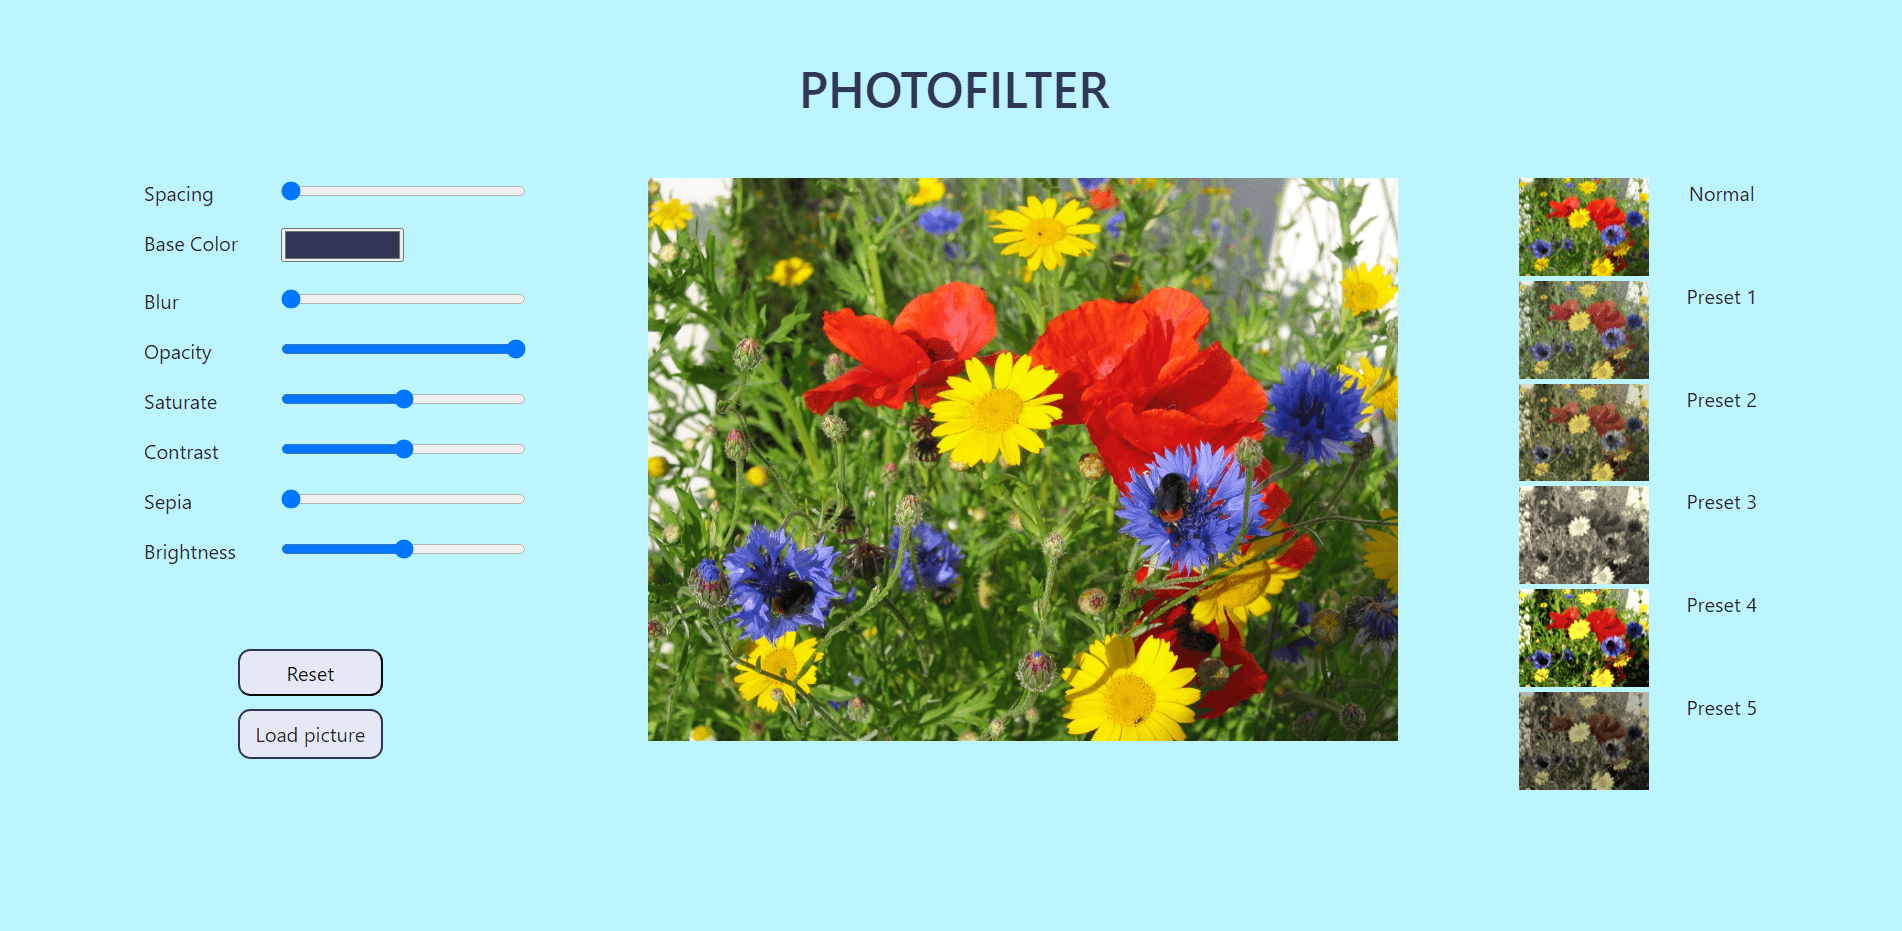 PHOTOFILTER
Spacing
Base Color
Blur
Opacity
Saturate
Contrast
Sepia
Brightness
Reset
Load picture
Normal
Preset 1
Preset 2
Preset 3
Preset 4
Preset 5